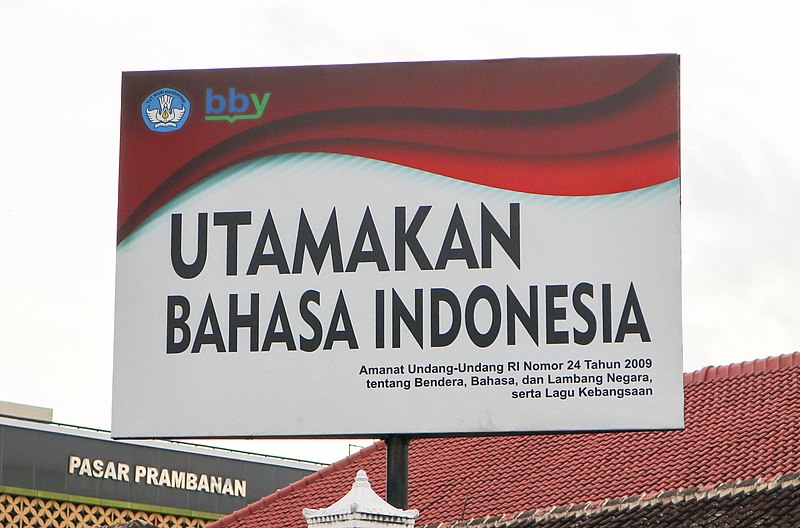 bby
UTAMAKAN
BAHASA INDONESIA
Amanat Undang-Undang RI Nomor 24 Tahun 2009
tentang Bendera, Bahasa, dan Lambang Negara,
serta Lagu Kebangsaan
PASAR PRAMBANAN